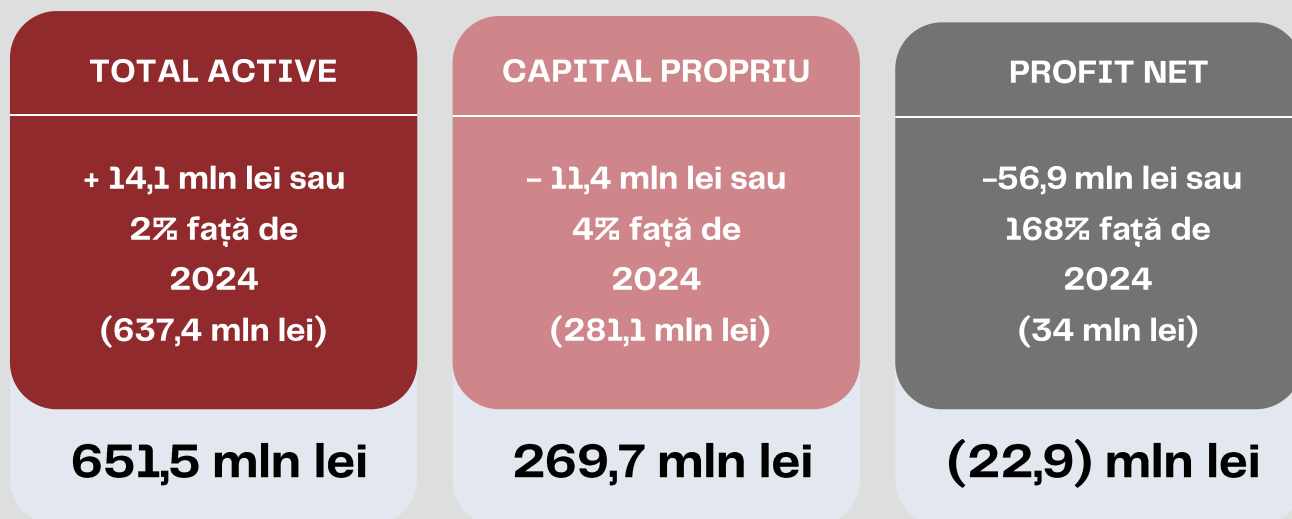 TOTAL ACTIVE
+ 14,1 mln lei sau
2% față de
2024
(637,4 mln lei)
651,5 mln lei
CAPITAL PROPRIU
- 11,4 mln lei sau
4% față de
2024
(281,1 mln lei)
269,7 mln lei
PROFIT NET
-56,9 mln lei sau
168% față de
2024
(34 mln lei)
(22,9) mln lei